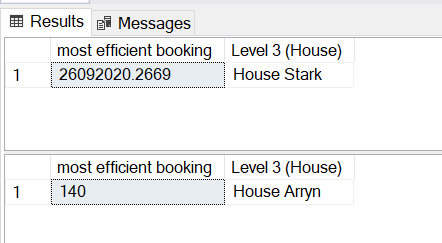 Results Messages
most efficient booking Level 3 (House)
1 26092020.2669 House Stark
most efficient booking Level 3 (House)
1 140 House Arryn